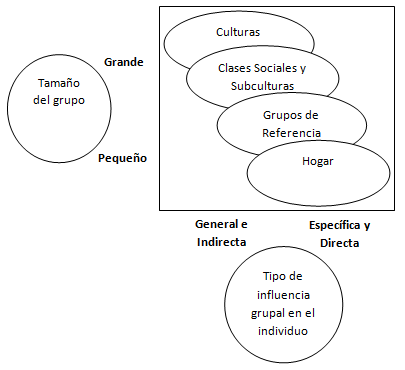 Culturas
Grande
Clases Sociales y
Subculturas
Tamaño
del grupo
Grupos de
Referencia
Pequeño
Hogar
General e
Indirecta
Específica y
Directa
Tipo de
influencia
grupal en el
individuo